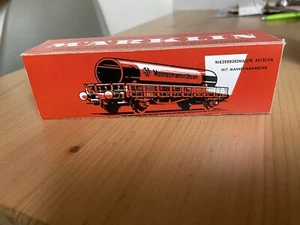 MÄRKLIN
Mannesmannröhren
NIEDERBORDWAGEN, BELADEN
MIT MANNESMANNROHR